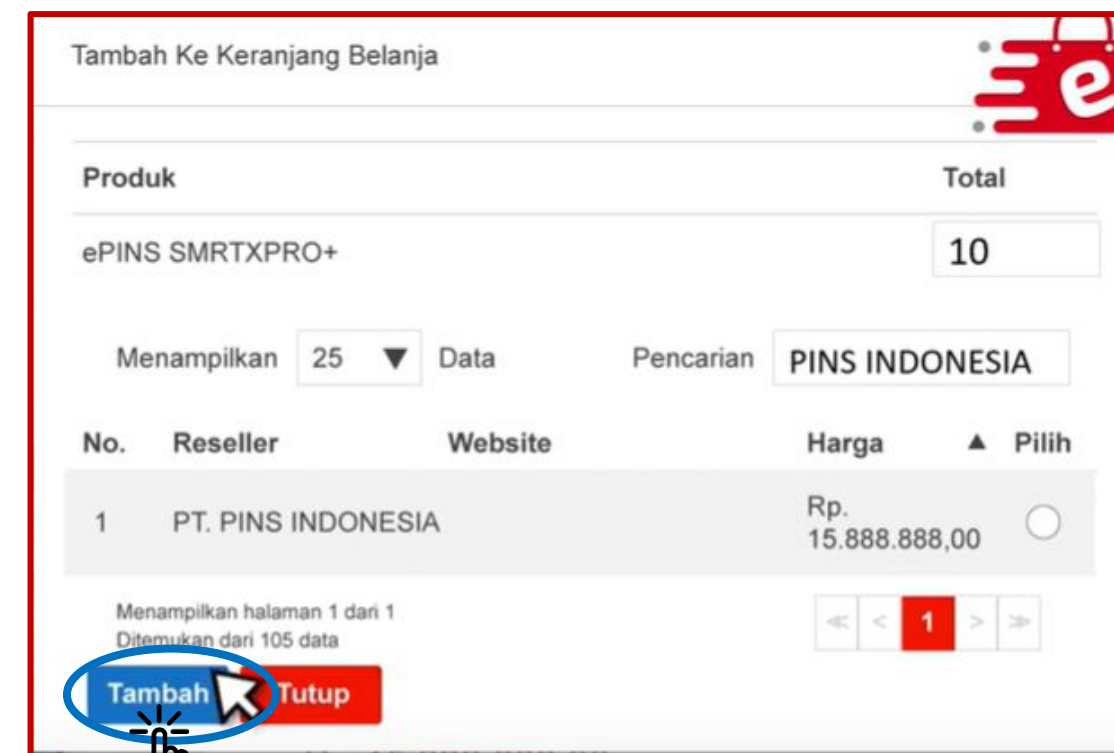 Tambah Ke Keranjang Belanja
e
Produk Total
ePINS SMRTXPRO+ 10
Menampilkan 25 Data Pencarian PINS INDONESIA
No. Reseller Website Harga Pilih
1 PT. PINS INDONESIA Rp.
15.888.888,00
Menampilkan halaman 1 dari 1
Ditemukan dari 105 data
≪ < 1 > ≫
Tambah Tutup